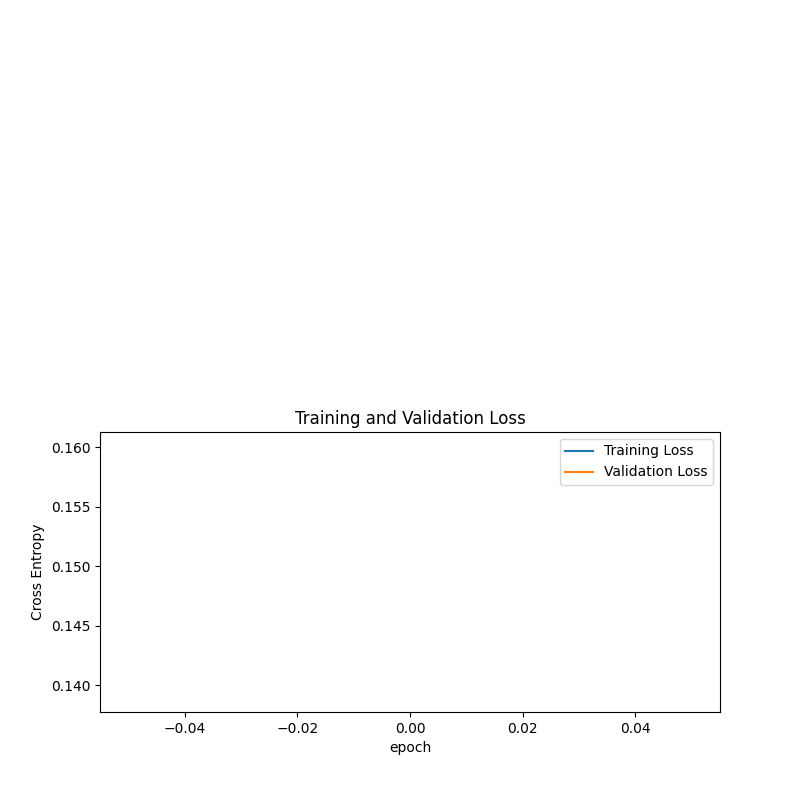 Training and Validation Loss
Training Loss
Validation Loss
Cross Entropy
0.160
0.155
0.150
0.145
0.140
−0.04 −0.02 0.00 0.02 0.04
epoch